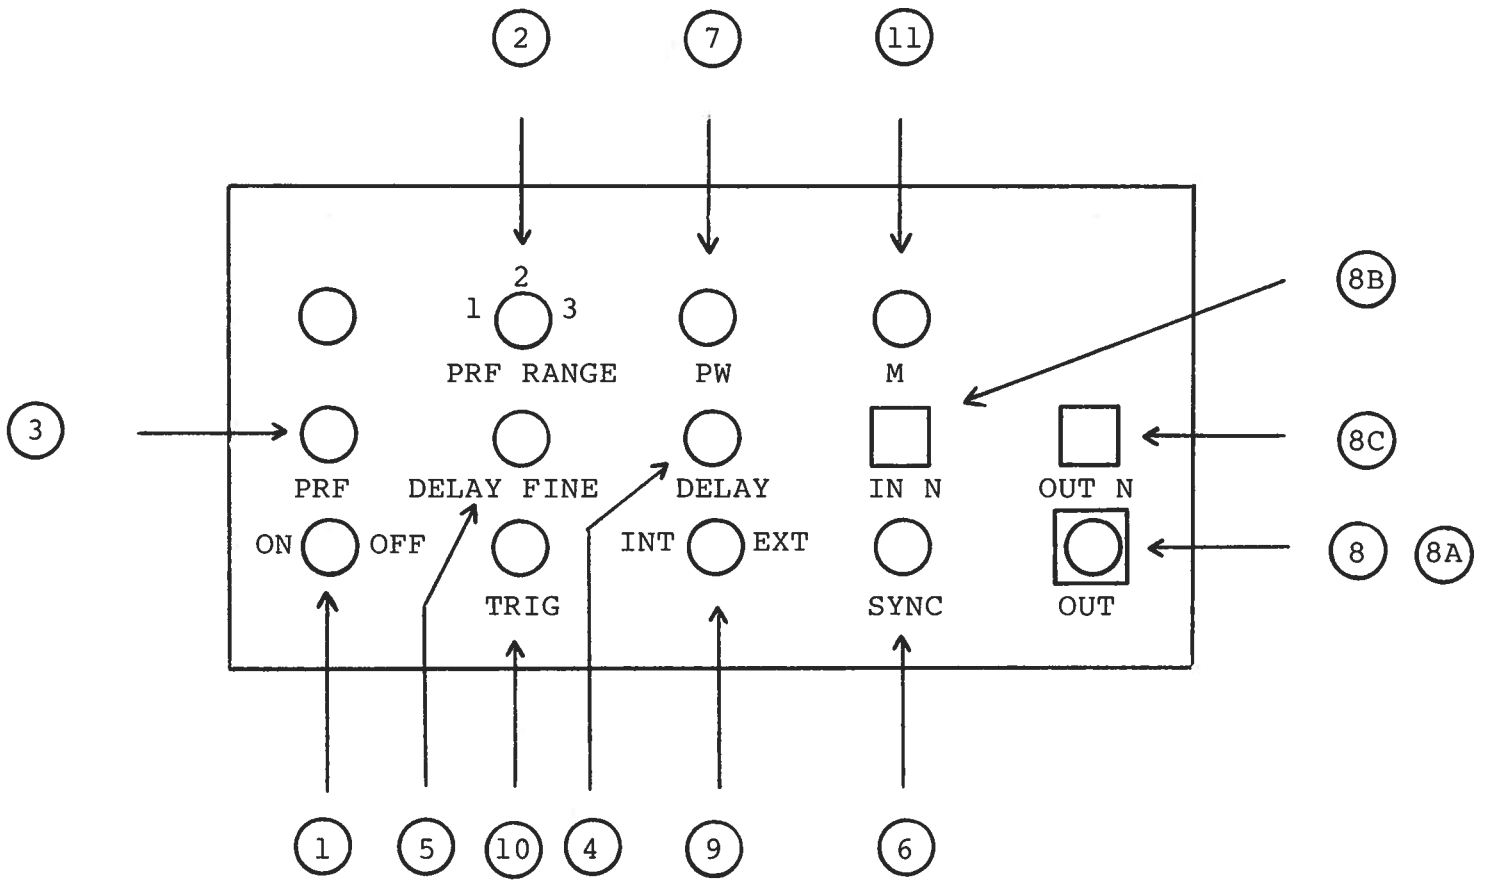 2 7 11
2
1 3
8B
PRF RANGE PW M
3
8C
PRF DELAY FINE DELAY IN N OUT N
ON OFF INT EXT
8 8A
TRIG SYNC OUT
1 5 10 4 9 6